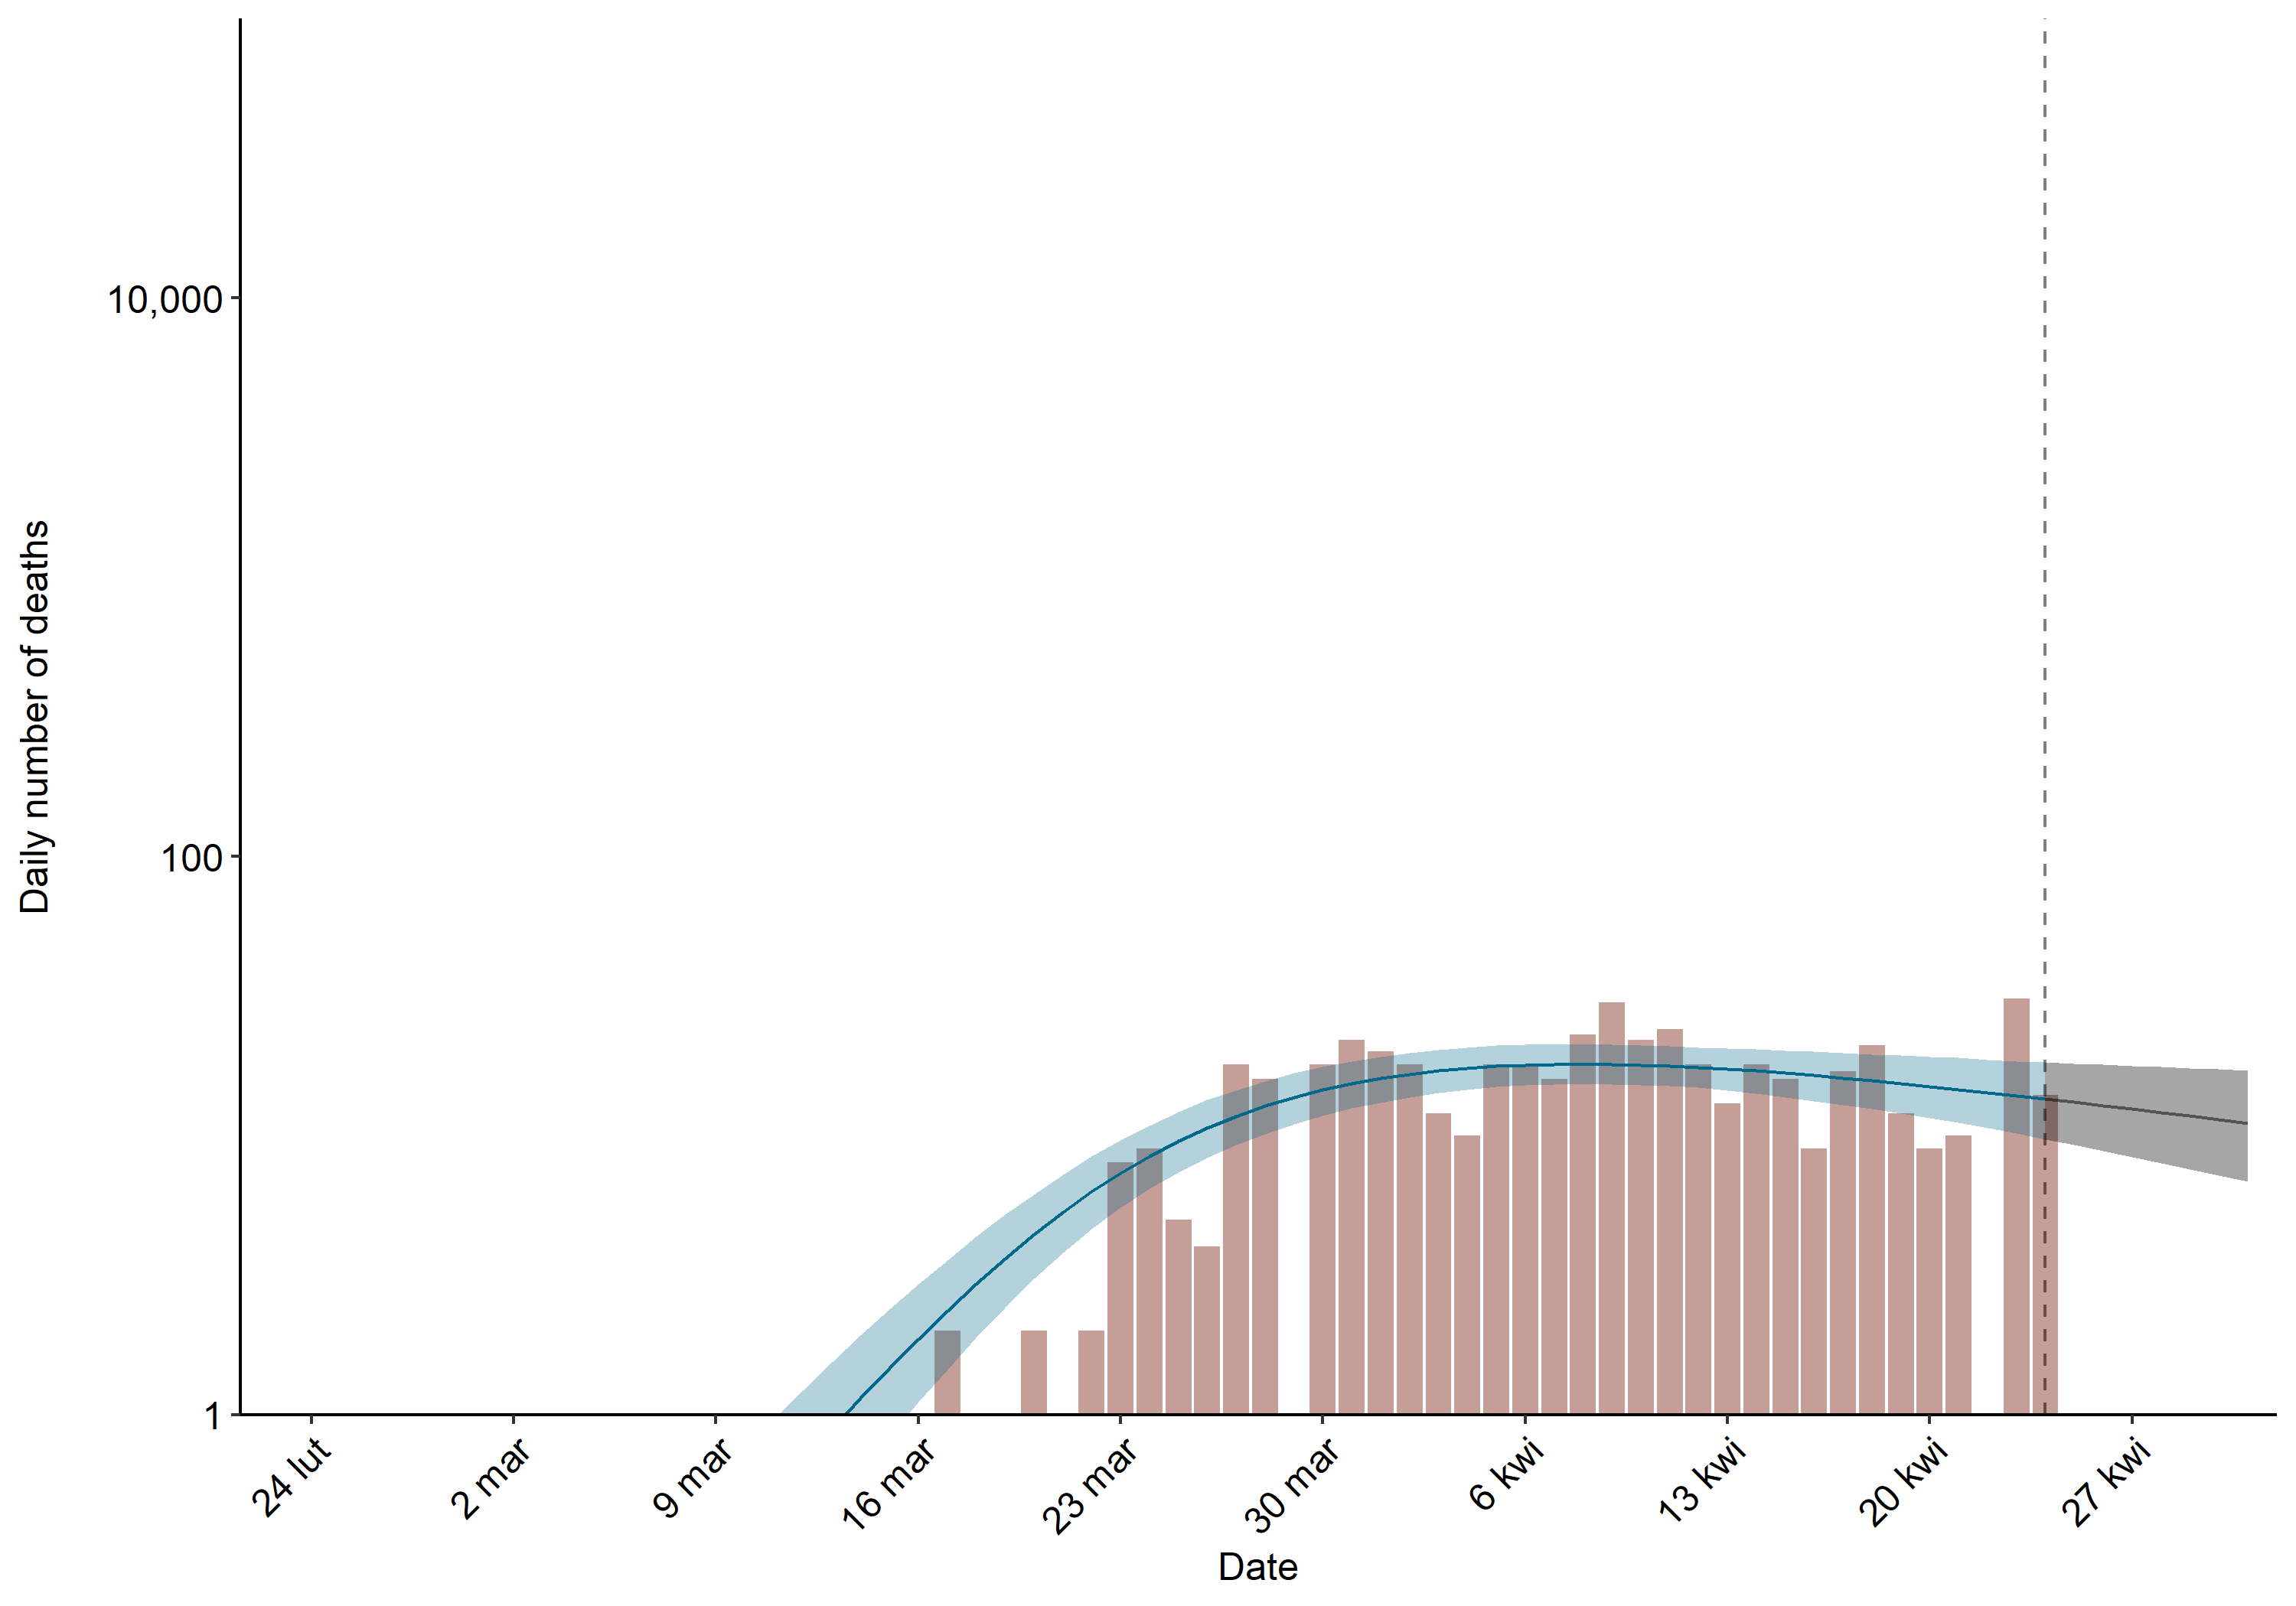 Daily number of deaths
10,000
100
1
24 lut
2 mar
9 mar
16 mar
23 mar
30 mar
6 kwi
13 kwi
20 kwi
27 kwi
Date